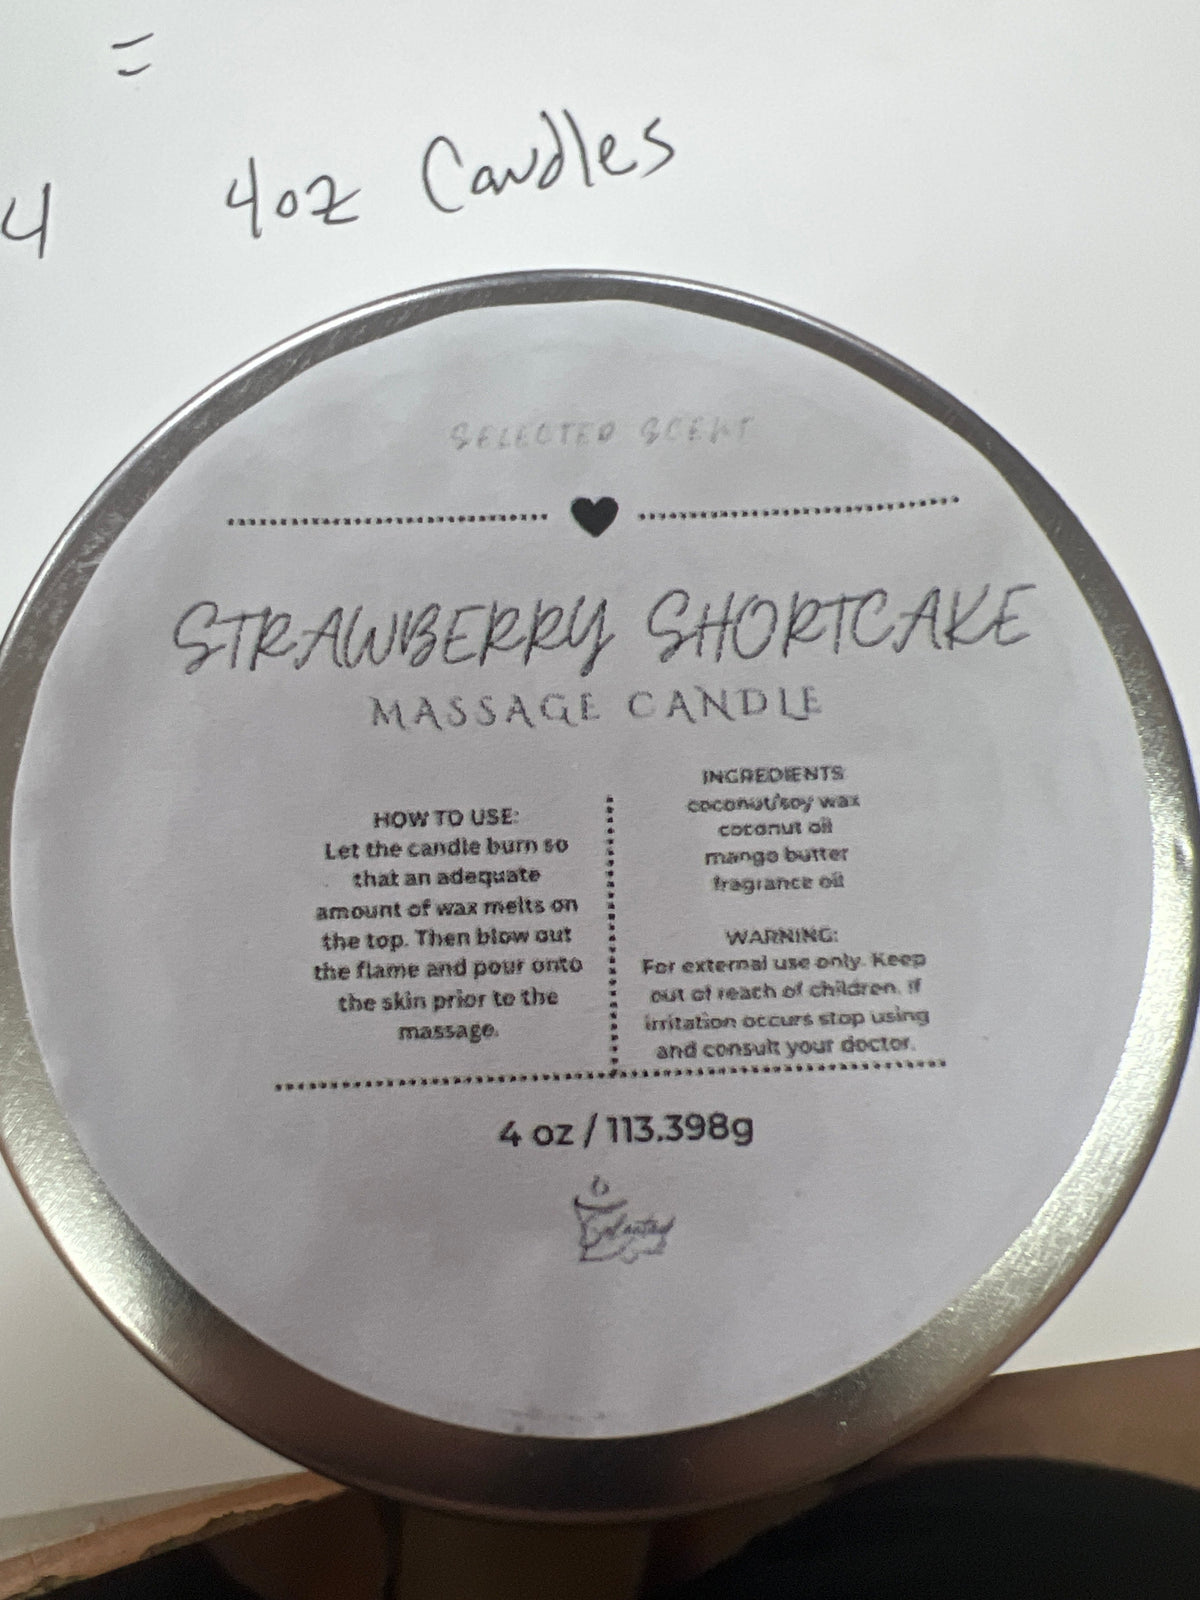 =
4 4oz Candles
SELECTED SCENT
STRAWBERRY SHORTCAKE
MASSAGE CANDLE
HOW TO USE:
Let the candle burn so
that an adequate
amount of wax melts on
the top. Then blow out
the flame and pour onto
the skin prior to the
massage.
INGREDIENTS
coconut/soy wax
coconut oil
mango butter
fragrance oil
WARNING:
For external use only. Keep
out of reach of children. If
irritation occurs stop using
and consult your doctor.
4 oz / 113.398g